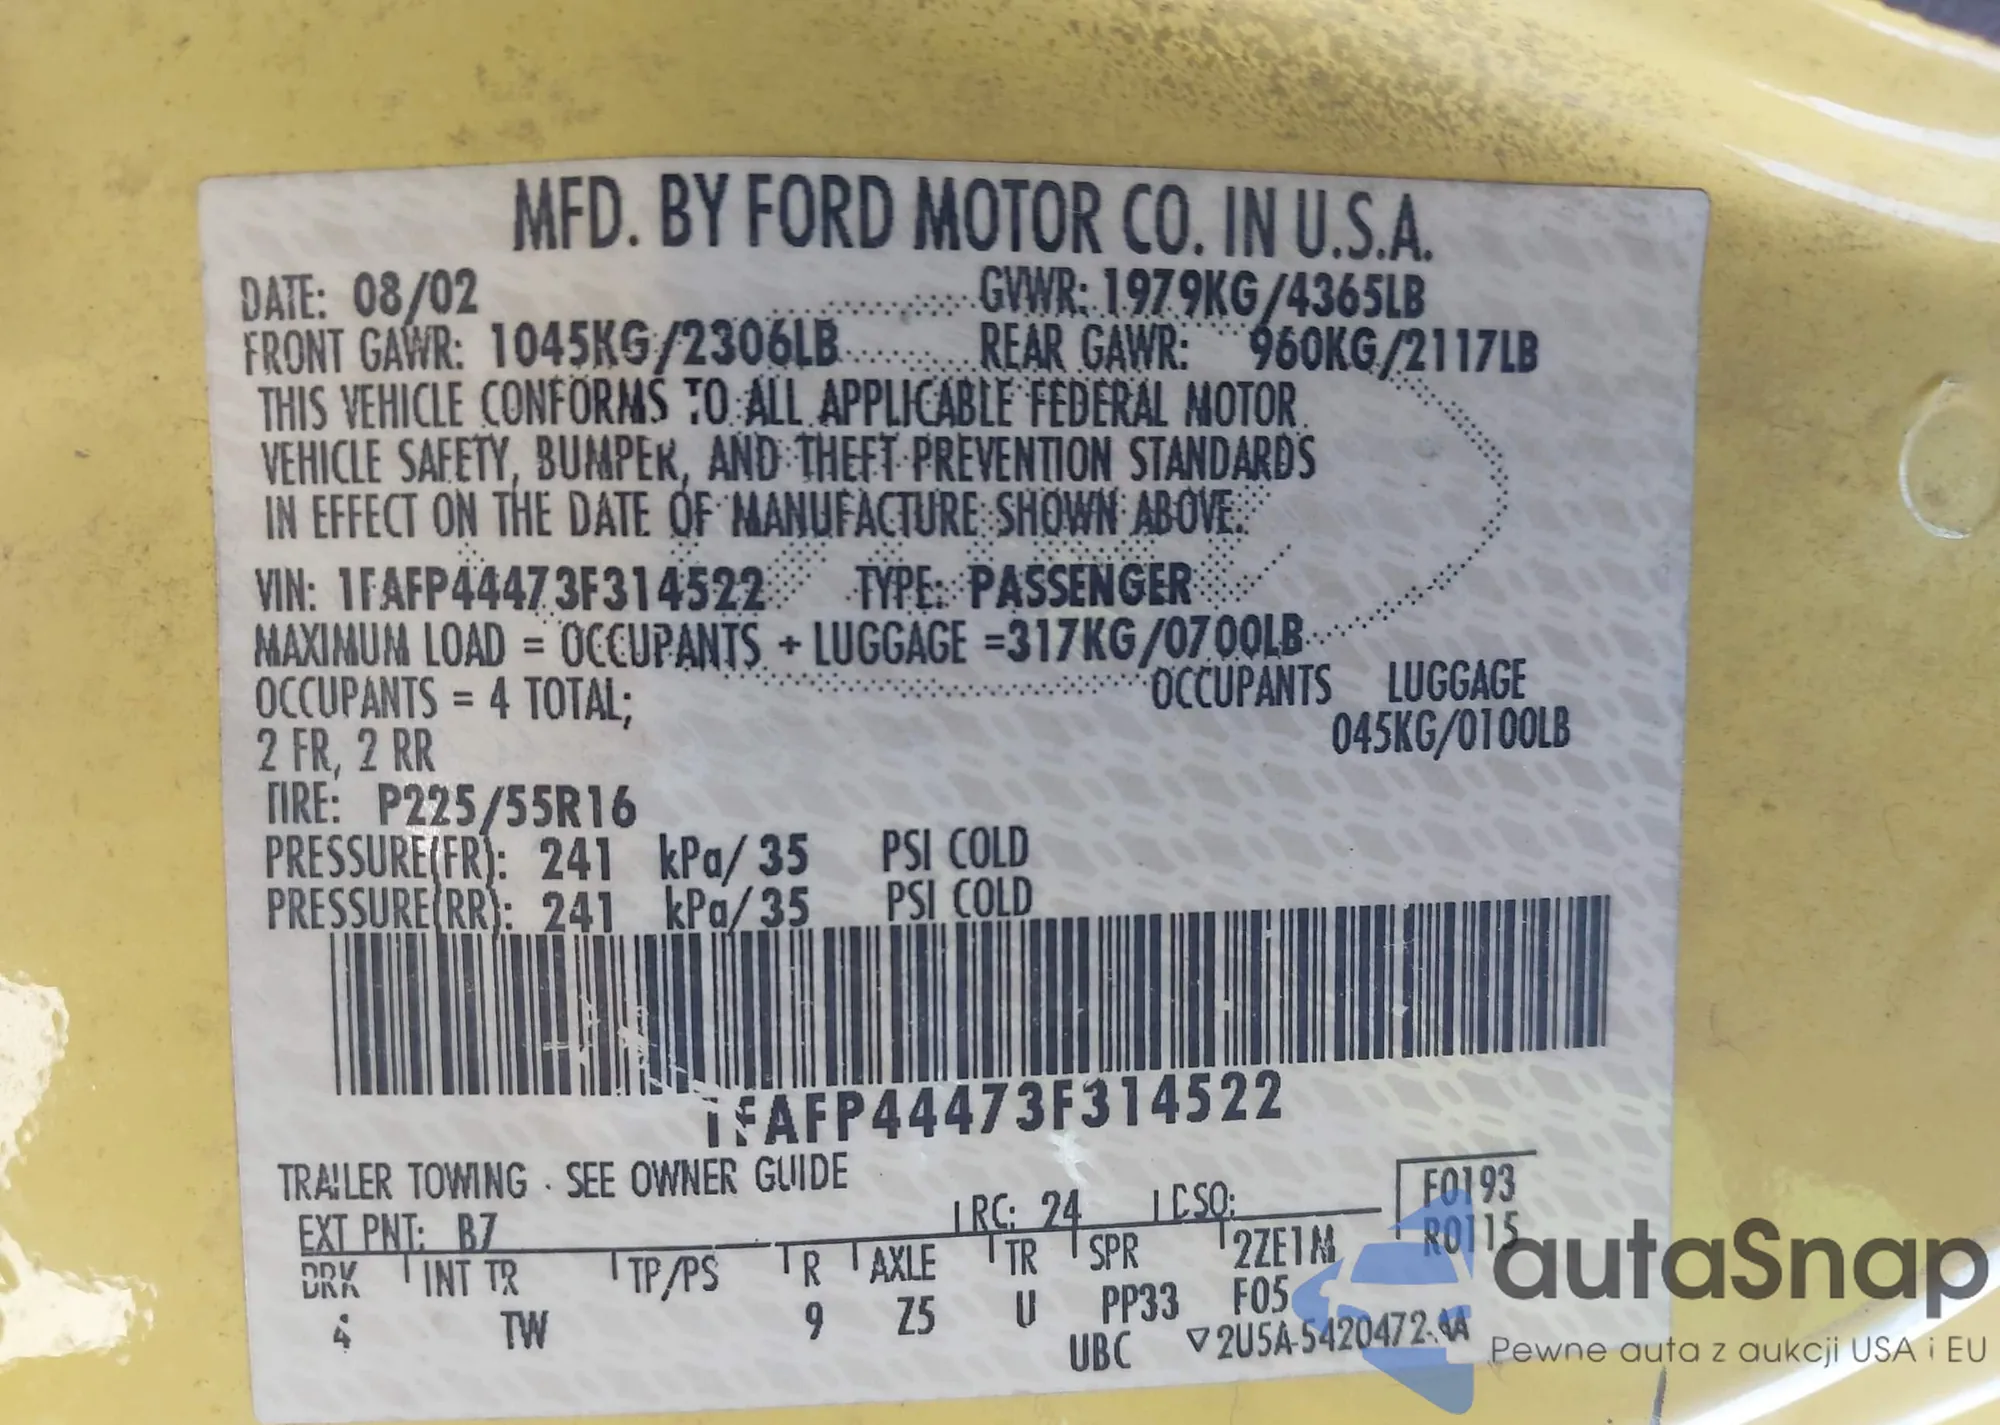 MFD. BY FORD MOTOR CO. IN U.S.A.
DATE: 08/02 GVWR: 1979KG/4365LB
FRONT GAWR: 1045KG/2306LB REAR GAWR: 960KG/2117LB
THIS VEHICLE CONFORMS TO ALL APPLICABLE FEDERAL MOTOR
VEHICLE SAFETY, BUMPER, AND THEFT PREVENTION STANDARDS
IN EFFECT ON THE DATE OF MANUFACTURE SHOWN ABOVE.
VIN: 1FAFP44473F314522 TYPE: PASSENGER
MAXIMUM LOAD = OCCUPANTS + LUGGAGE =317KG/0700LB
OCCUPANTS = 4 TOTAL; OCCUPANTS LUGGAGE
2 FR, 2 RR 045KG/0100LB
TIRE: P225/55R16
PRESSURE(FR): 241 kPa/ 35 PSI COLD
PRESSURE(RR): 241 kPa/ 35 PSI COLD
1FAFP44473F314522
TRAILER TOWING - SEE OWNER GUIDE
F0193
EXT PNT: B7 RC: 24 DSO: R0115
BRK INT TR TP/PS R AXLE TR SPR 2ZE1M
4 TW 9 Z5 U PP33 F05
UBC ▽2U5A-5420472-AA
autaSnap
Pewne auta z aukcji USA i EU